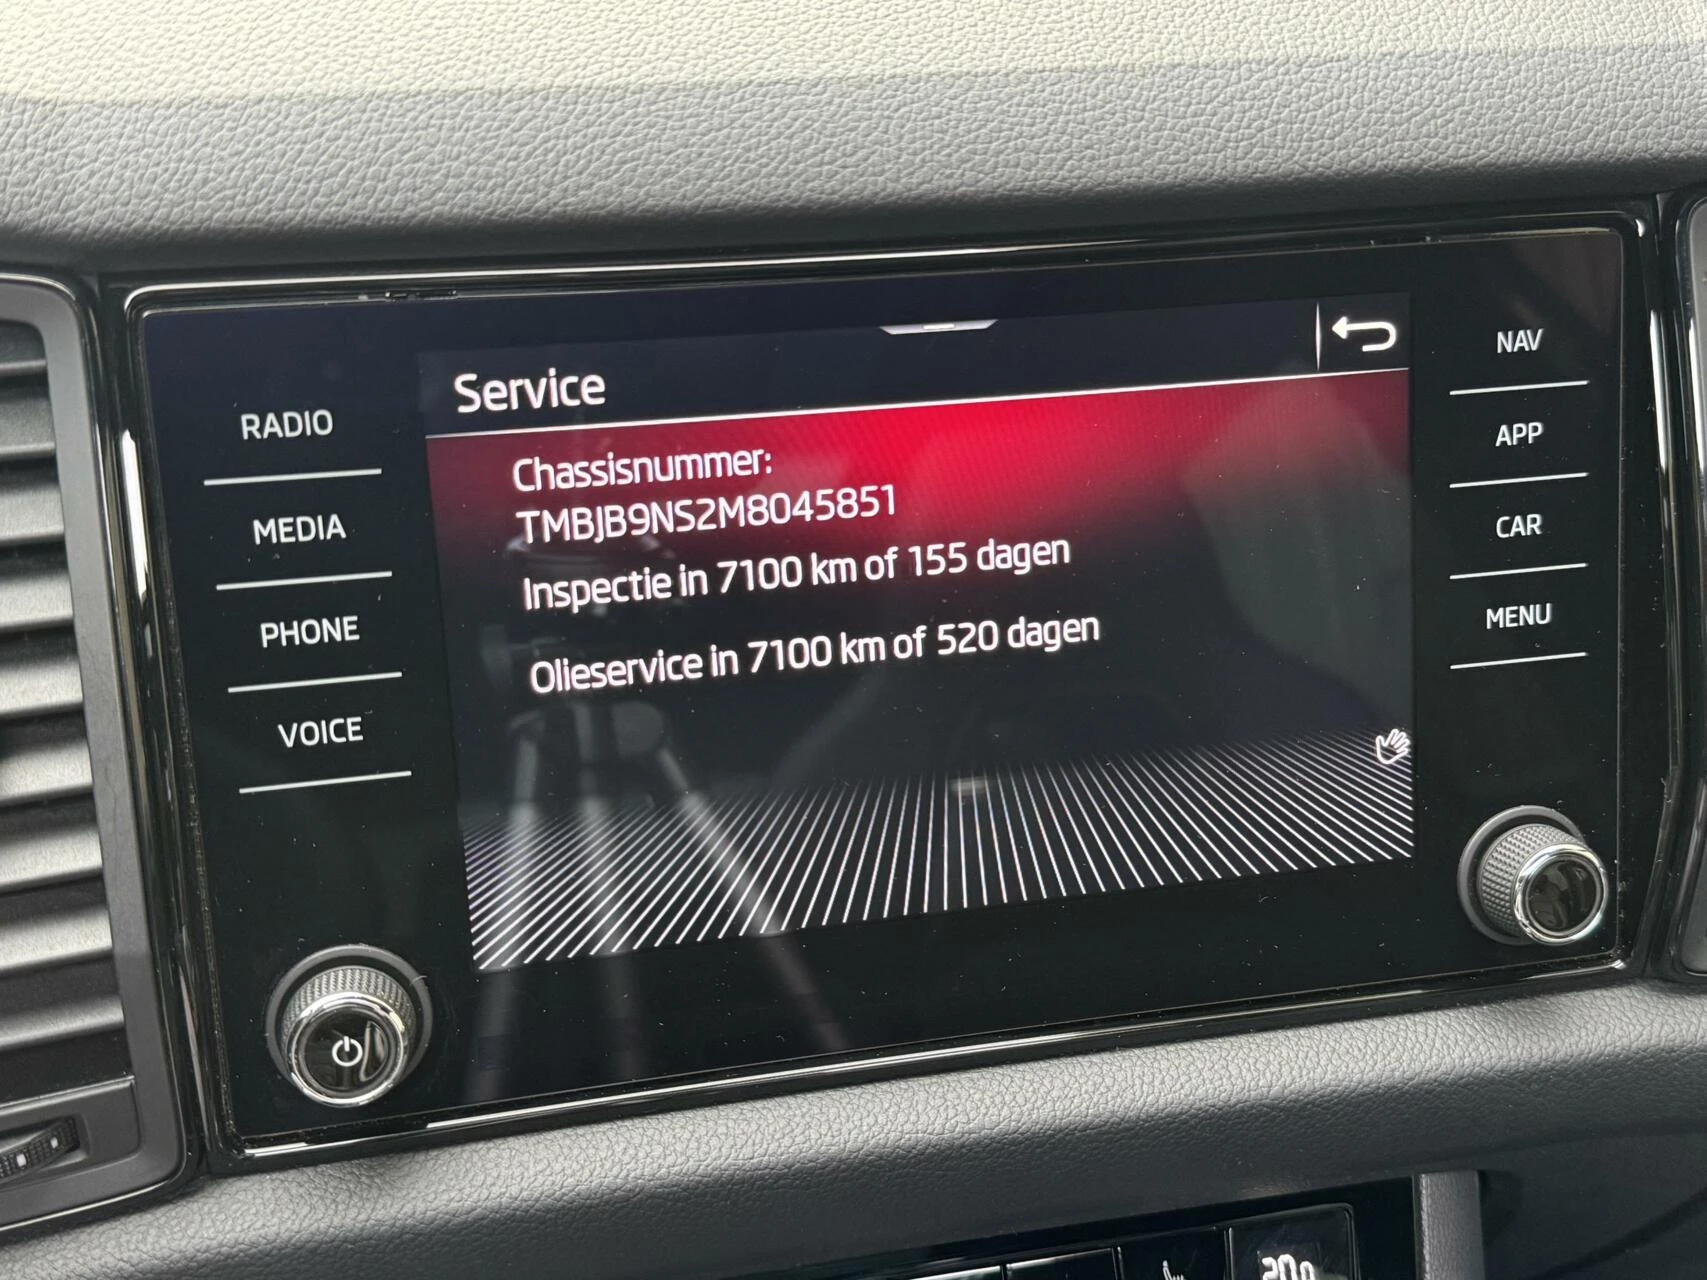 Service
Chassisnummer:
TMBJB9NS2M8045851
Inspectie in 7100 km of 155 dagen
Olieservice in 7100 km of 520 dagen
RADIO
MEDIA
PHONE
VOICE
NAV
APP
CAR
MENU